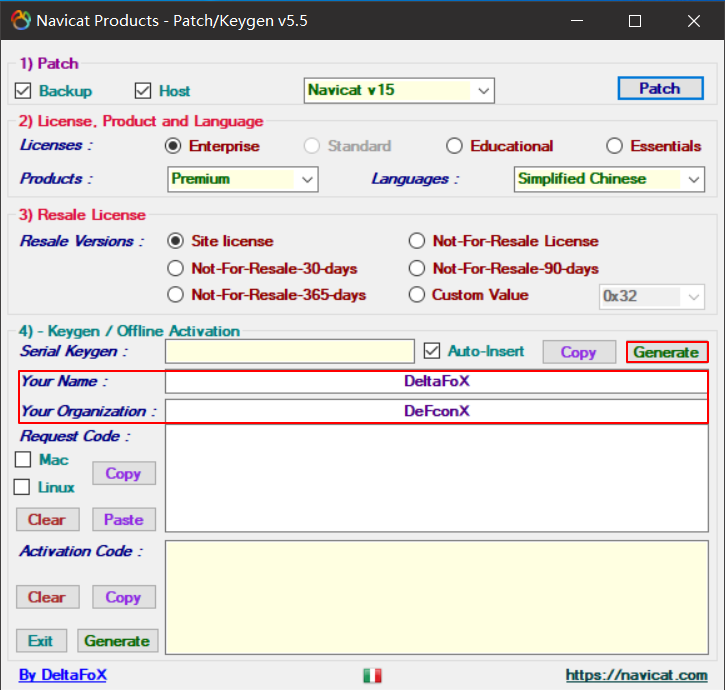 Navicat Products - Patch/Keygen v5.5
1) Patch
Backup Host Navicat v15 Patch
2) License, Product and Language
Licenses : Enterprise Standard Educational Essentials
Products : Premium Languages : Simplified Chinese
3) Resale License
Resale Versions : Site license Not-For-Resale License
Not-For-Resale-30-days Not-For-Resale-90-days
Not-For-Resale-365-days Custom Value 0x32
4) - Keygen / Offline Activation
Serial Keygen : Auto-Insert Copy Generate
Your Name : DeltaFoX
Your Organization : DeFconX
Request Code :
Mac
Copy
Linux
Clear Paste
Activation Code :
Clear Copy
Exit Generate
By DeltaFoX https://navicat.com